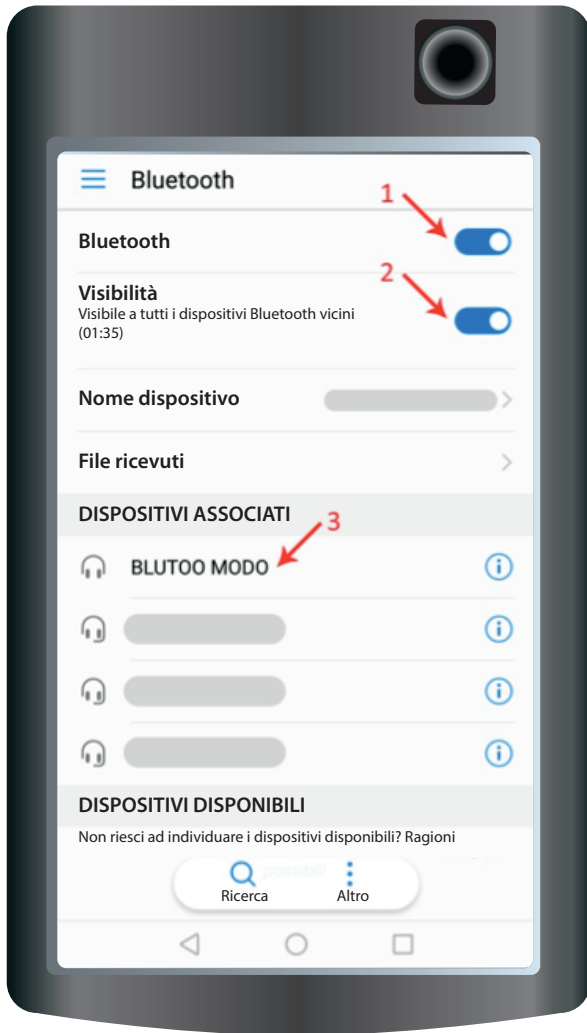 Bluetooth
1
Bluetooth
2
Visibilità
Visibile a tutti i dispositivi Bluetooth vicini
(01:35)
Nome dispositivo
File ricevuti
DISPOSITIVI ASSOCIATI
3
BLUTOO MODO
DISPOSITIVI DISPONIBILI
Non riesci ad individuare i dispositivi disponibili? Ragioni
possibili
Ricerca Altro